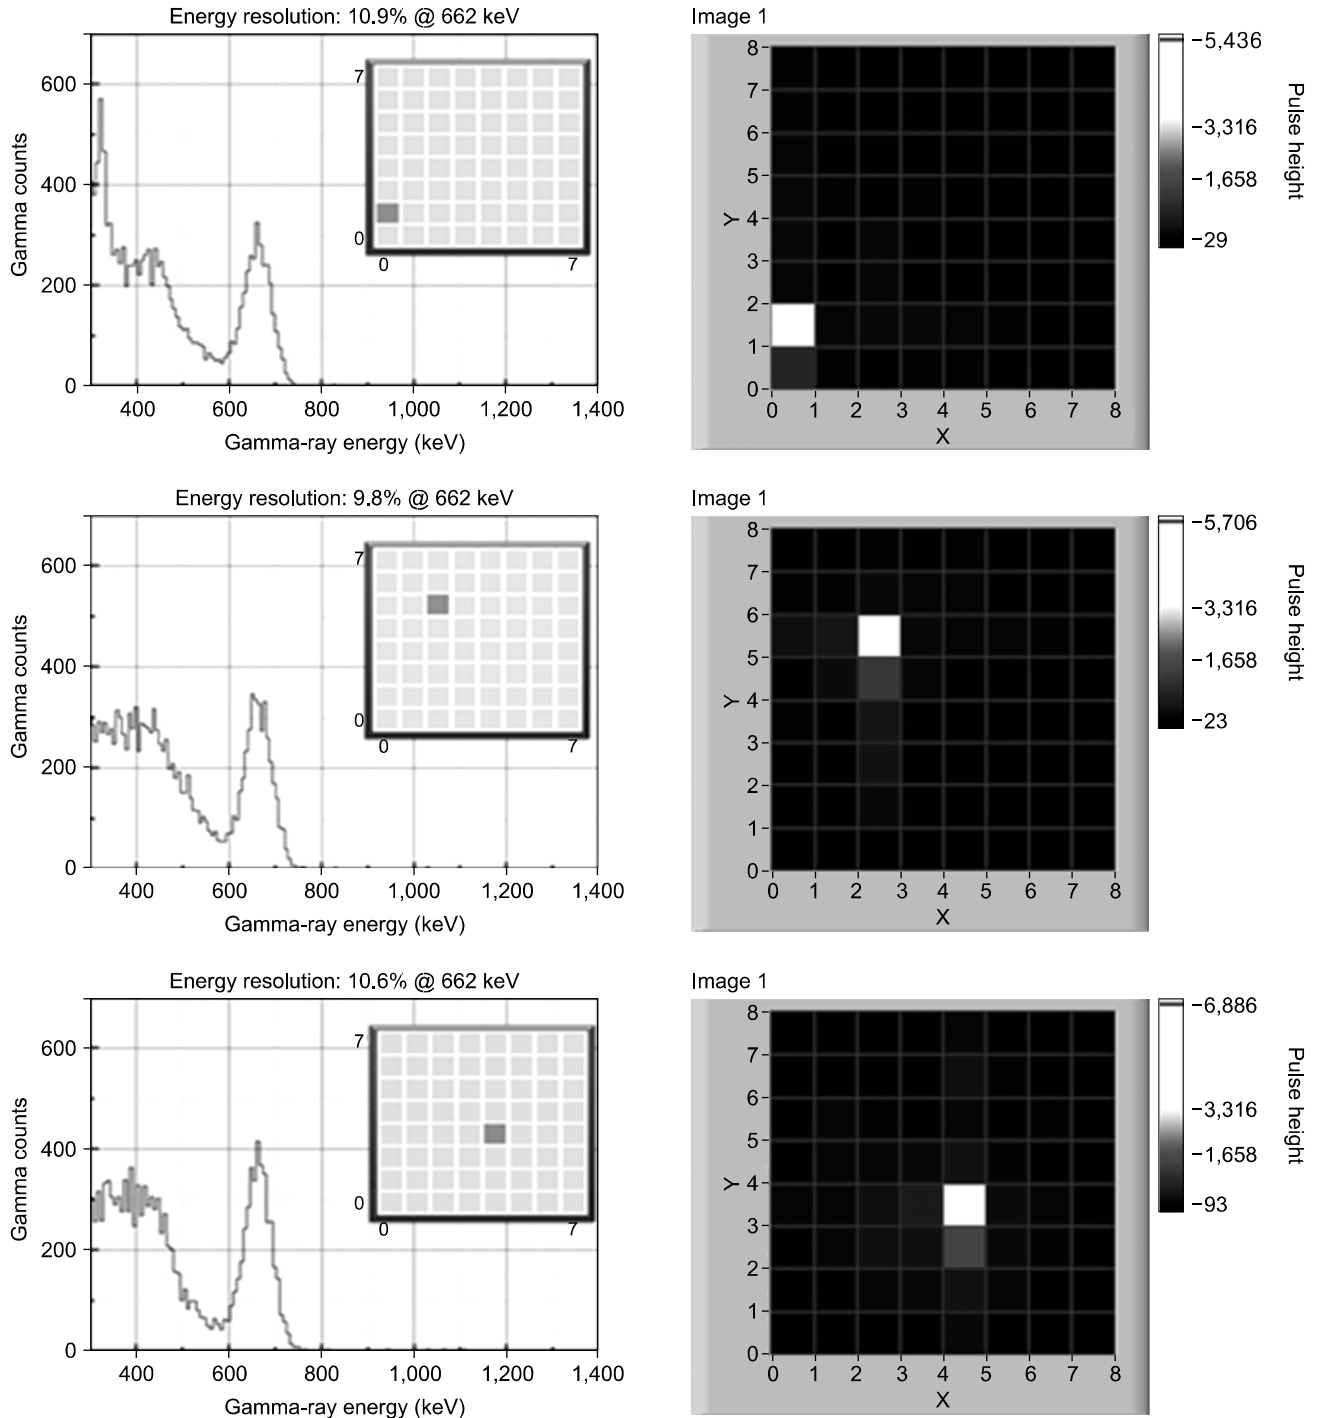 Energy resolution: 10.9% @ 662 keV
Gamma counts
600
400
200
0
400 600 800 1,000 1,200 1,400
Gamma-ray energy (keV)
7
0
0 7
Image 1
8
7
6
5
4
3
2
1
0
Y
0 1 2 3 4 5 6 7 8
X
−5,436
−3,316
−1,658
−29
Pulse height
Energy resolution: 9.8% @ 662 keV
Gamma counts
600
400
200
0
400 600 800 1,000 1,200 1,400
Gamma-ray energy (keV)
7
0
0 7
Image 1
8
7
6
5
4
3
2
1
0
Y
0 1 2 3 4 5 6 7 8
X
−5,706
−3,316
−1,658
−23
Pulse height
Energy resolution: 10.6% @ 662 keV
Gamma counts
600
400
200
0
400 600 800 1,000 1,200 1,400
Gamma-ray energy (keV)
7
0
0 7
Image 1
8
7
6
5
4
3
2
1
0
Y
0 1 2 3 4 5 6 7 8
X
−6,886
−3,316
−1,658
−93
Pulse height